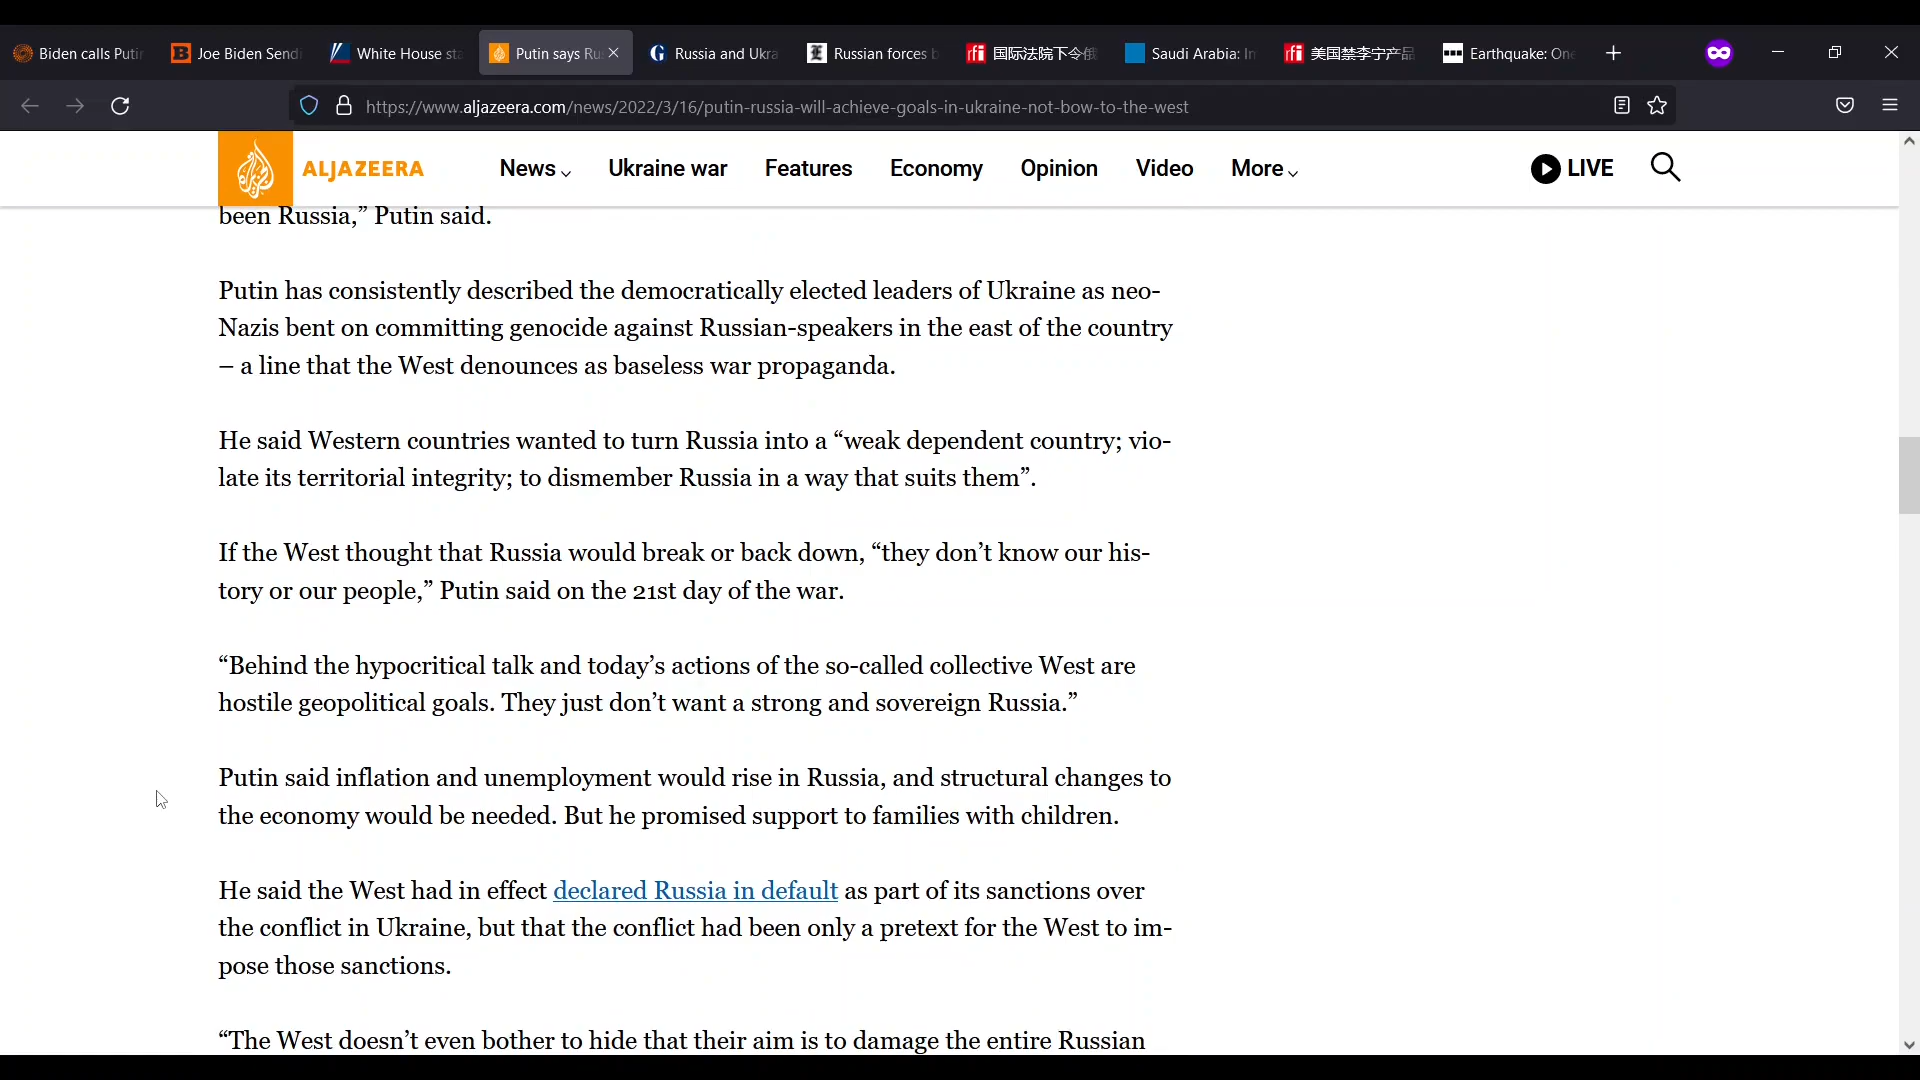 Biden calls Putin
Joe Biden Sendi
White House sta
Putin says Rus
Russia and Ukra
Russian forces b
国际法院下令俄
Saudi Arabia: In
美国禁李宁产品
Earthquake: One
https://www.aljazeera.com/news/2022/3/16/putin-russia-will-achieve-goals-in-ukraine-not-bow-to-the-west
ALJAZEERA
News
Ukraine war
Features
Economy
Opinion
Video
More
LIVE
been Russia,” Putin said.
Putin has consistently described the democratically elected leaders of Ukraine as neo-
Nazis bent on committing genocide against Russian-speakers in the east of the country
– a line that the West denounces as baseless war propaganda.
He said Western countries wanted to turn Russia into a “weak dependent country; vio-
late its territorial integrity; to dismember Russia in a way that suits them”.
If the West thought that Russia would break or back down, “they don’t know our his-
tory or our people,” Putin said on the 21st day of the war.
“Behind the hypocritical talk and today’s actions of the so-called collective West are
hostile geopolitical goals. They just don’t want a strong and sovereign Russia.”
Putin said inflation and unemployment would rise in Russia, and structural changes to
the economy would be needed. But he promised support to families with children.
He said the West had in effect declared Russia in default as part of its sanctions over
the conflict in Ukraine, but that the conflict had been only a pretext for the West to im-
pose those sanctions.
“The West doesn’t even bother to hide that their aim is to damage the entire Russian